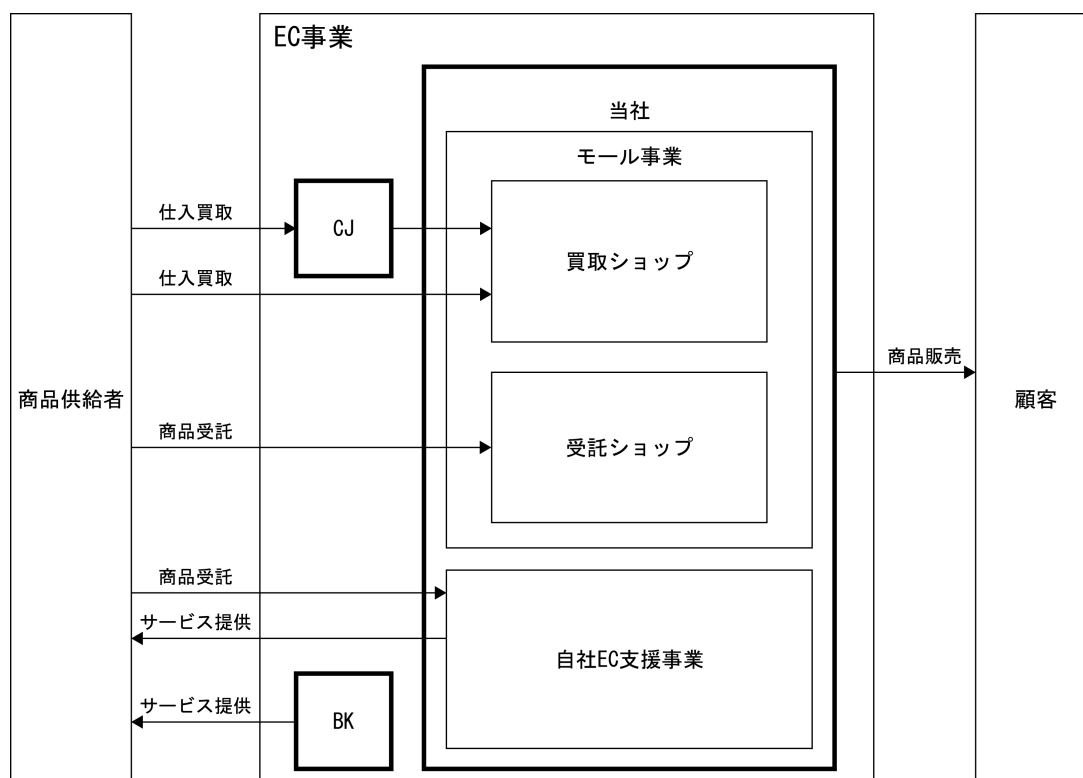 EC事業
当社
モール事業
仕入買取
CJ
買取ショップ
仕入買取
商品販売
商品供給者
顧客
商品受託
受託ショップ
商品受託
サービス提供
自社EC支援事業
サービス提供
BK